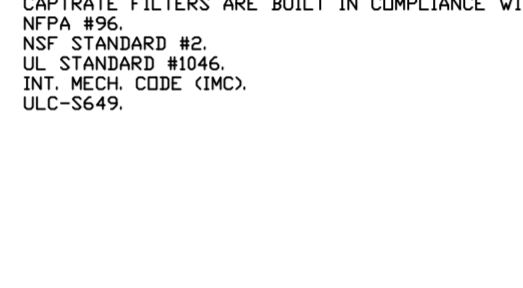 CAPTRATE FILTERS ARE BUILT IN COMPLIANCE WI
NFPA #96.
NSF STANDARD #2.
UL STANDARD #1046.
INT. MECH. CODE (IMC).
ULC-S649.